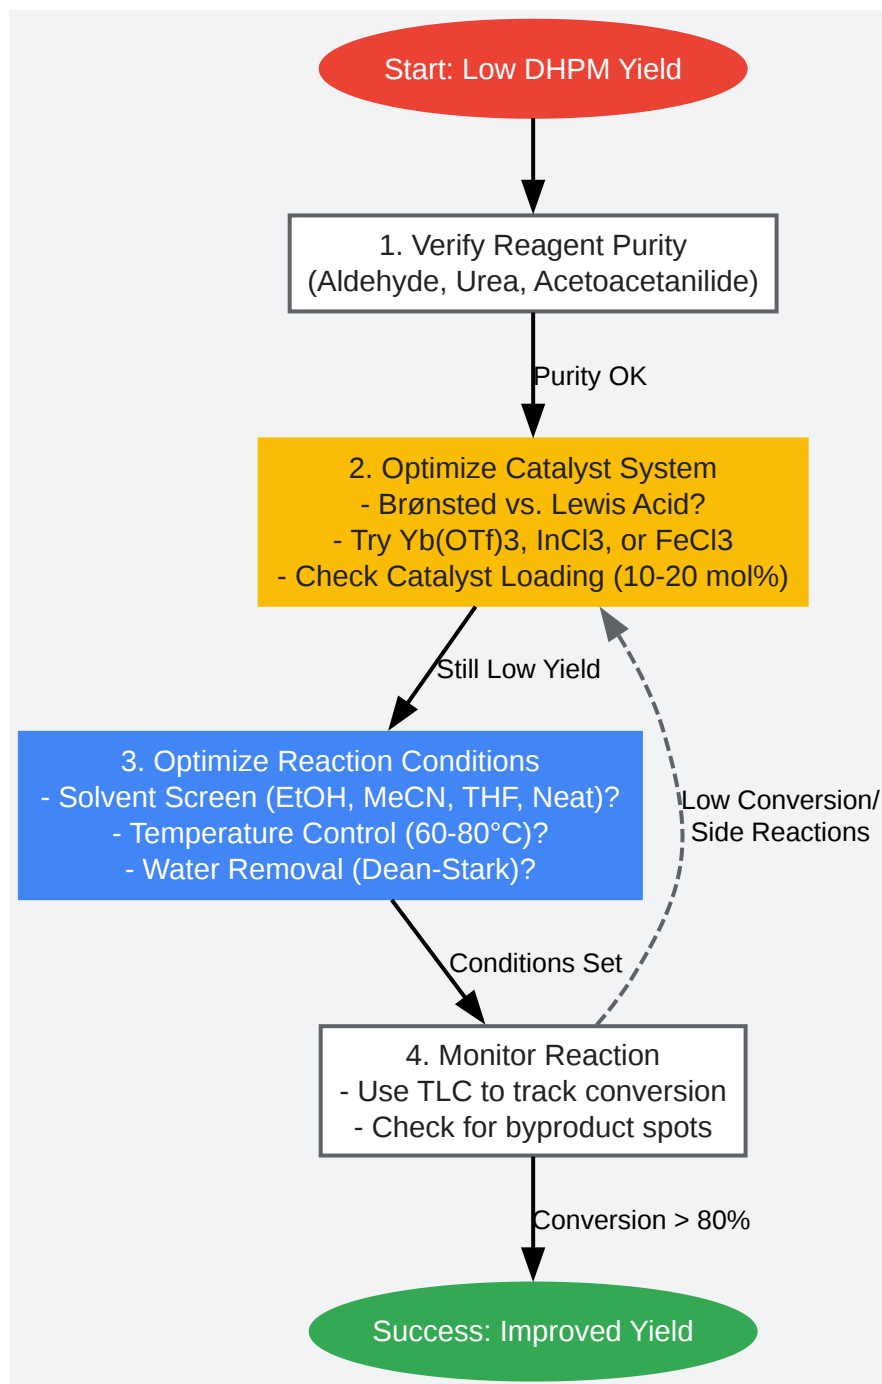 Start: Low DHPM Yield
1. Verify Reagent Purity
(Aldehyde, Urea, Acetoacetanilide)
Purity OK
2. Optimize Catalyst System
- Brønsted vs. Lewis Acid?
- Try Yb(OTf)3, InCl3, or FeCl3
- Check Catalyst Loading (10-20 mol%)
Still Low Yield
3. Optimize Reaction Conditions
- Solvent Screen (EtOH, MeCN, THF, Neat)?
- Temperature Control (60-80°C)?
- Water Removal (Dean-Stark)?
Low Conversion/
Side Reactions
Conditions Set
4. Monitor Reaction
- Use TLC to track conversion
- Check for byproduct spots
Conversion > 80%
Success: Improved Yield